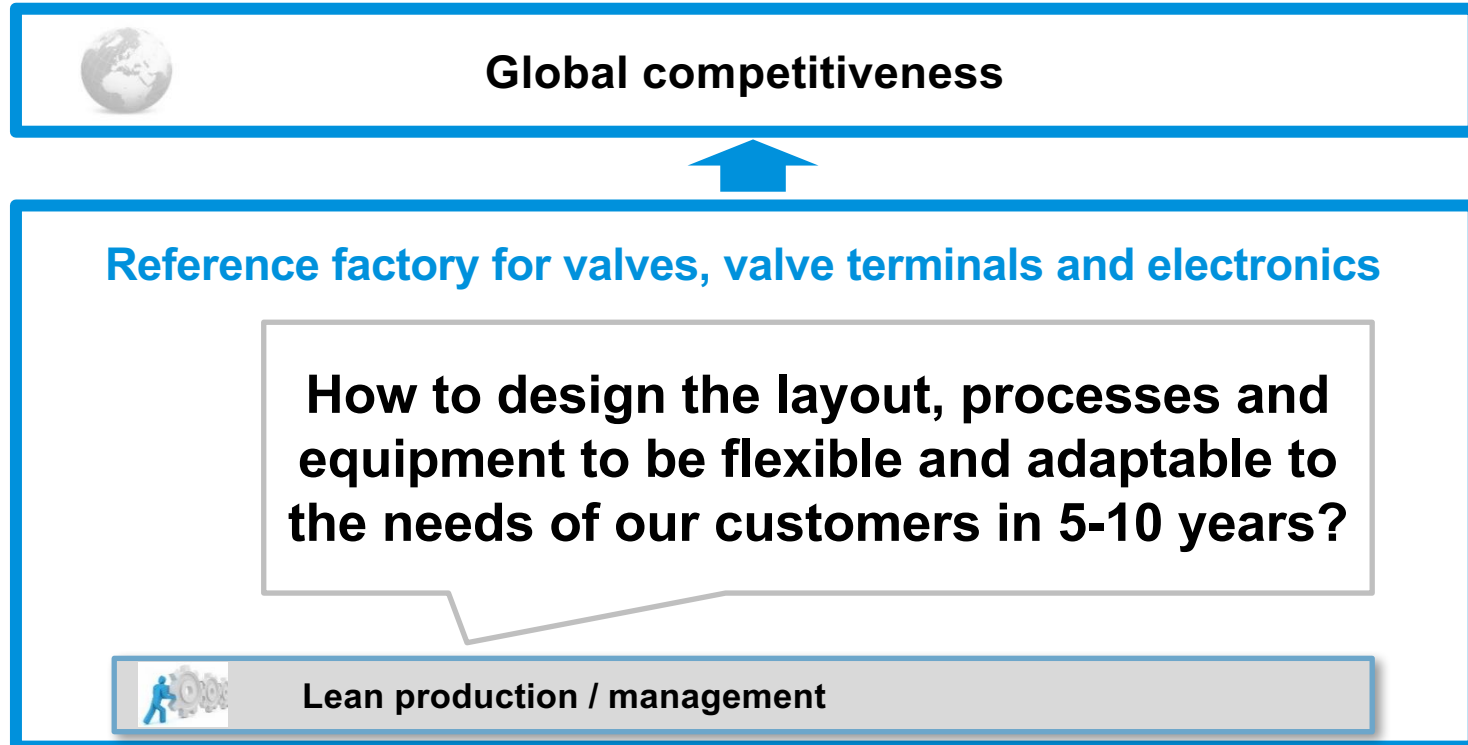 Global competitiveness
Reference factory for valves, valve terminals and electronics
How to design the layout, processes and
equipment to be flexible and adaptable to
the needs of our customers in 5-10 years?
Lean production / management